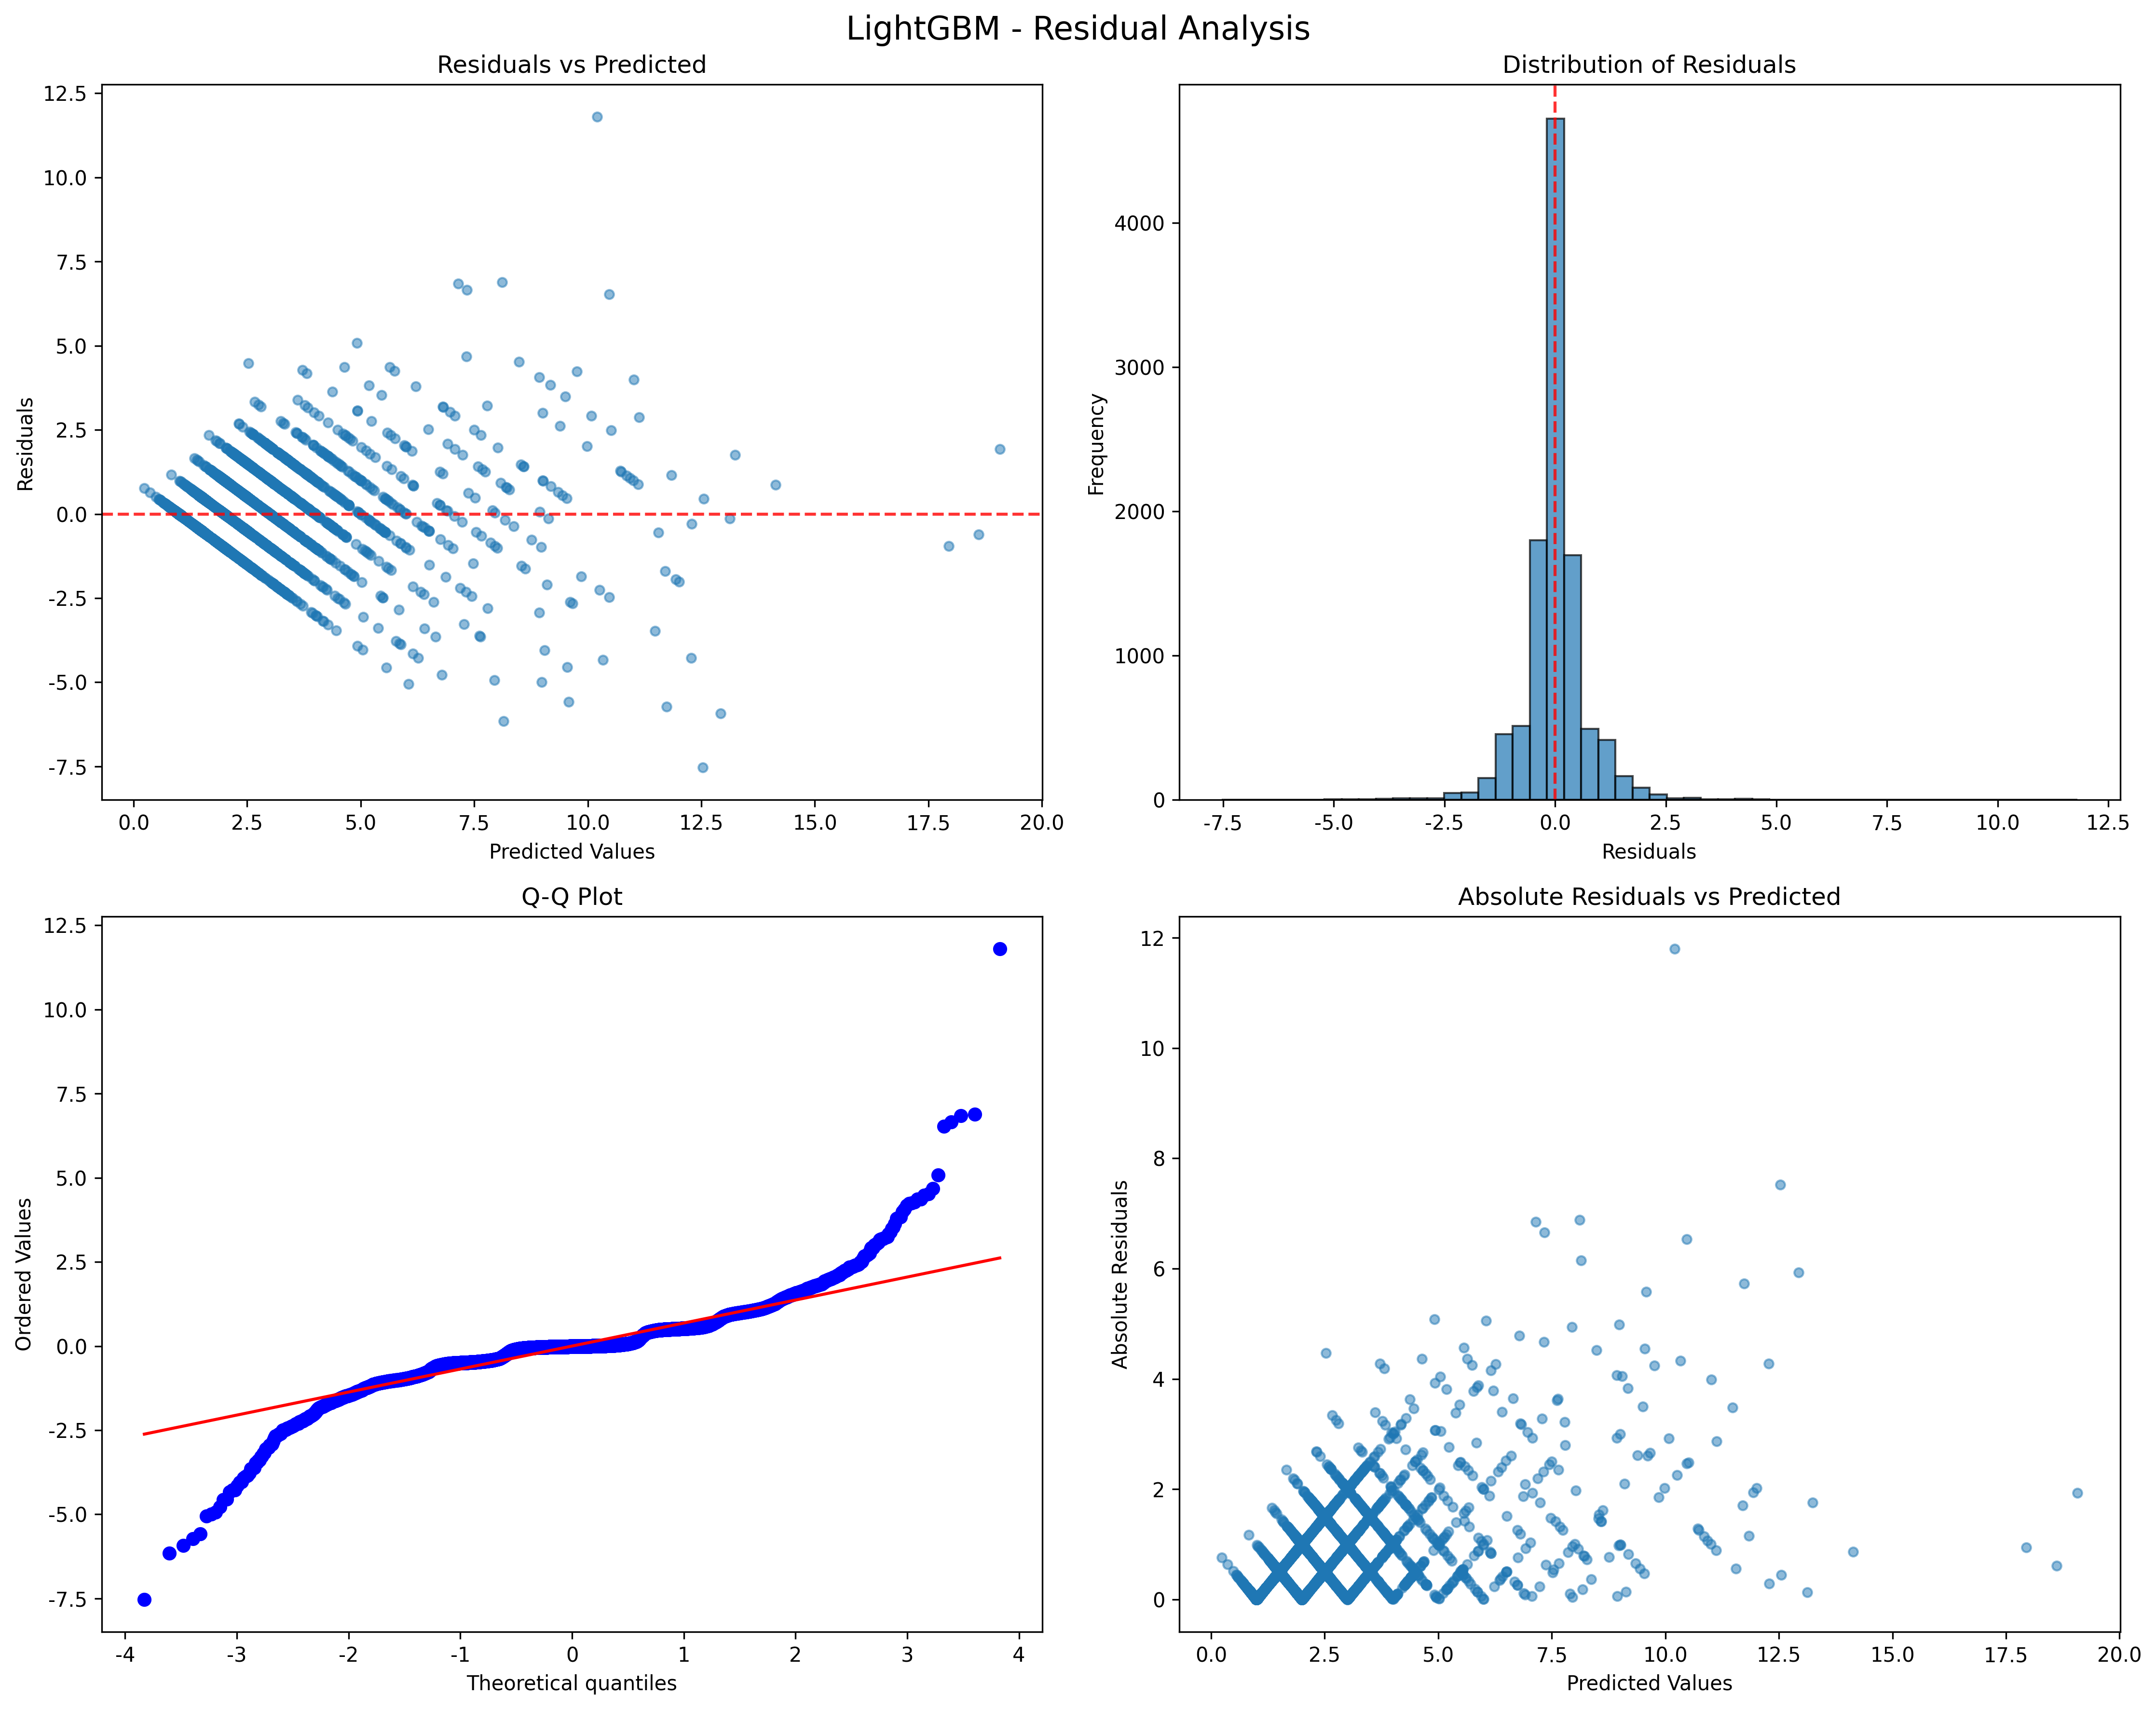 LightGBM - Residual Analysis
Residuals vs Predicted
12.5
10.0
7.5
5.0
2.5
0.0
-2.5
-5.0
-7.5
Residuals
0.0 2.5 5.0 7.5 10.0 12.5 15.0 17.5 20.0
Predicted Values
Distribution of Residuals
4000
3000
2000
1000
0
Frequency
-7.5 -5.0 -2.5 0.0 2.5 5.0 7.5 10.0 12.5
Residuals
Q-Q Plot
12.5
10.0
7.5
5.0
2.5
0.0
-2.5
-5.0
-7.5
Ordered Values
-4 -3 -2 -1 0 1 2 3 4
Theoretical quantiles
Absolute Residuals vs Predicted
12
10
8
6
4
2
0
Absolute Residuals
0.0 2.5 5.0 7.5 10.0 12.5 15.0 17.5 20.0
Predicted Values